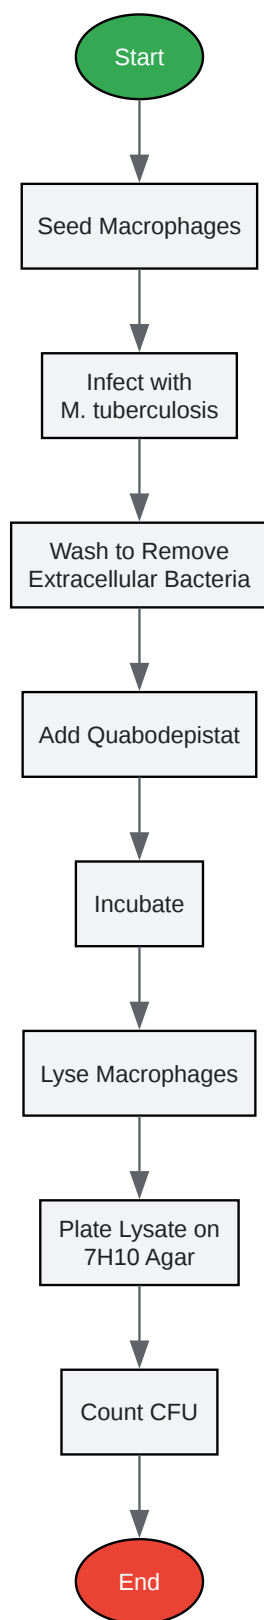 Start
Seed Macrophages
Infect with
M. tuberculosis
Wash to Remove
Extracellular Bacteria
Add Quabodepistat
Incubate
Lyse Macrophages
Plate Lysate on
7H10 Agar
Count CFU
End